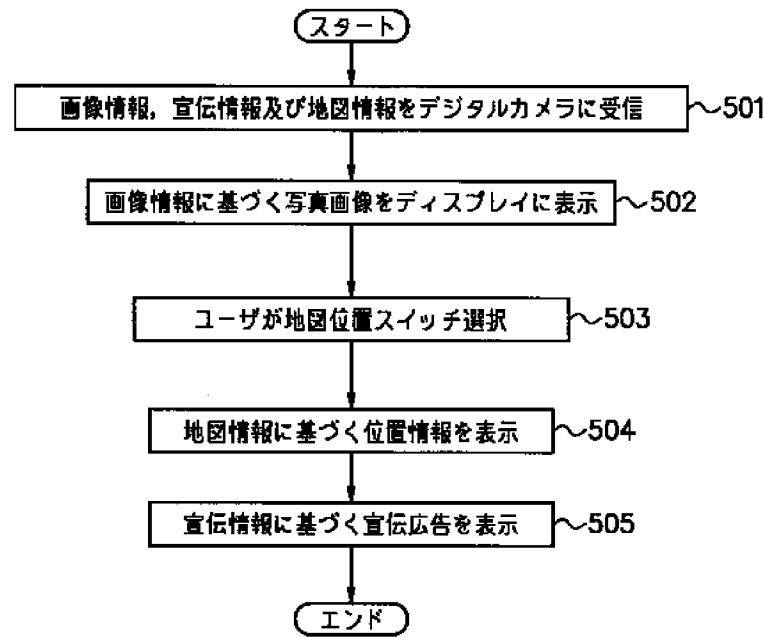 スタート
画像情報，宣伝情報及び地図情報をデジタルカメラに受信 501
画像情報に基づく写真画像をディスプレイに表示 502
ユーザが地図位置スイッチ選択 503
地図情報に基づく位置情報を表示 504
宣伝情報に基づく宣伝広告を表示 505
エンド